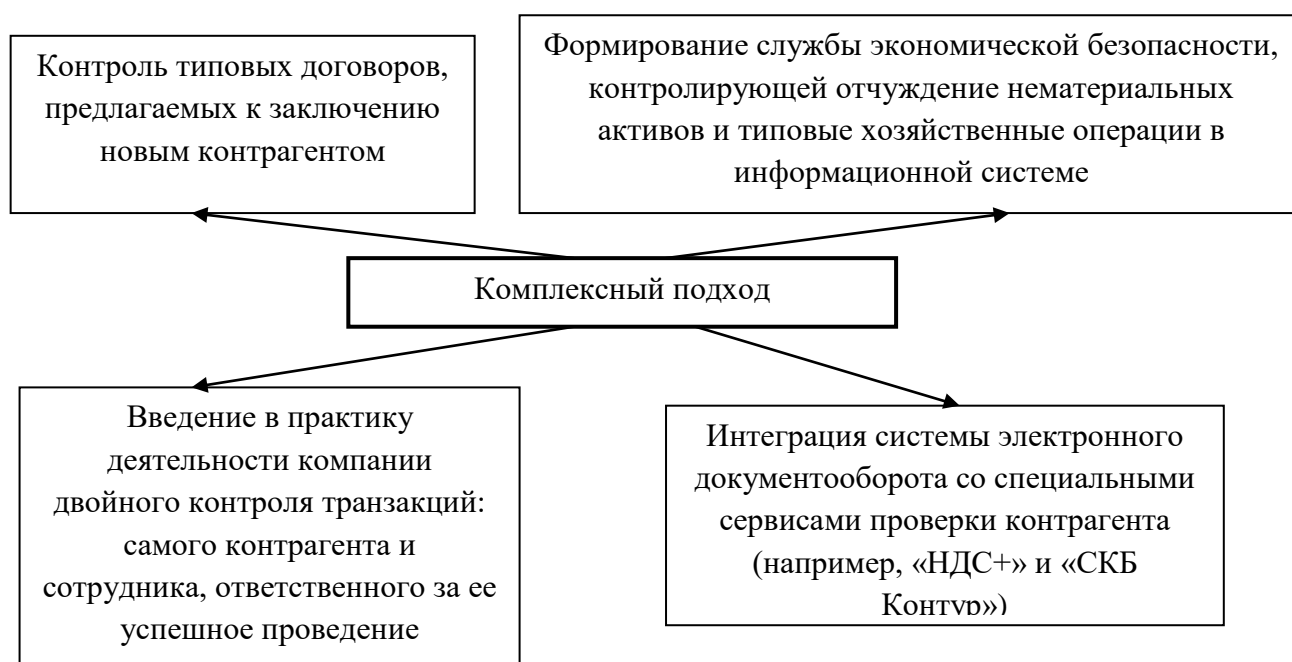 Контроль типовых договоров,
предлагаемых к заключению
новым контрагентом
Формирование службы экономической безопасности,
контролирующей отчуждение нематериальных
активов и типовые хозяйственные операции в
информационной системе
Комплексный подход
Введение в практику
деятельности компании
двойного контроля транзакций:
самого контрагента и
сотрудника, ответственного за ее
успешное проведение
Интеграция системы электронного
документооборота со специальными
сервисами проверки контрагента
(например, «НДС+» и «СКБ
Контур»)